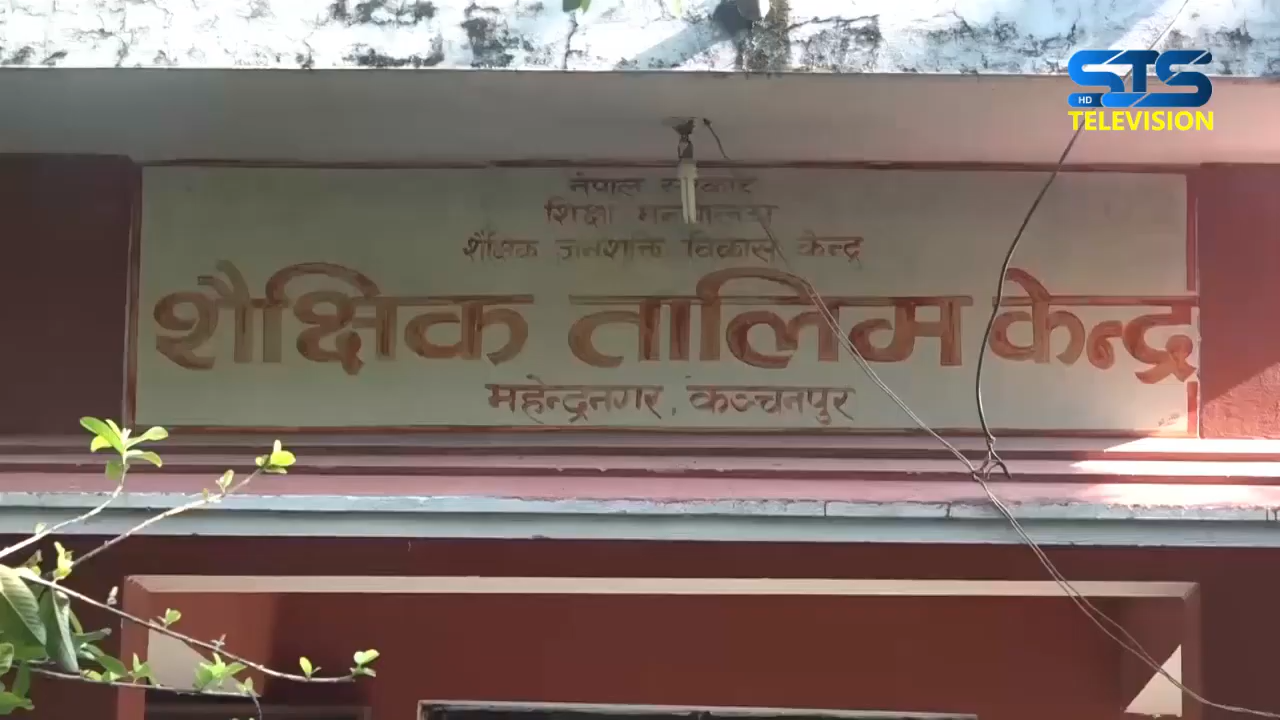 STS
HD
TELEVISION
नेपाल सरकार
शिक्षा मन्त्रालय
शैक्षिक जनशक्ति विकास केन्द्र
शैक्षिक तालिम केन्द्र
महेन्द्रनगर, कञ्चनपुर